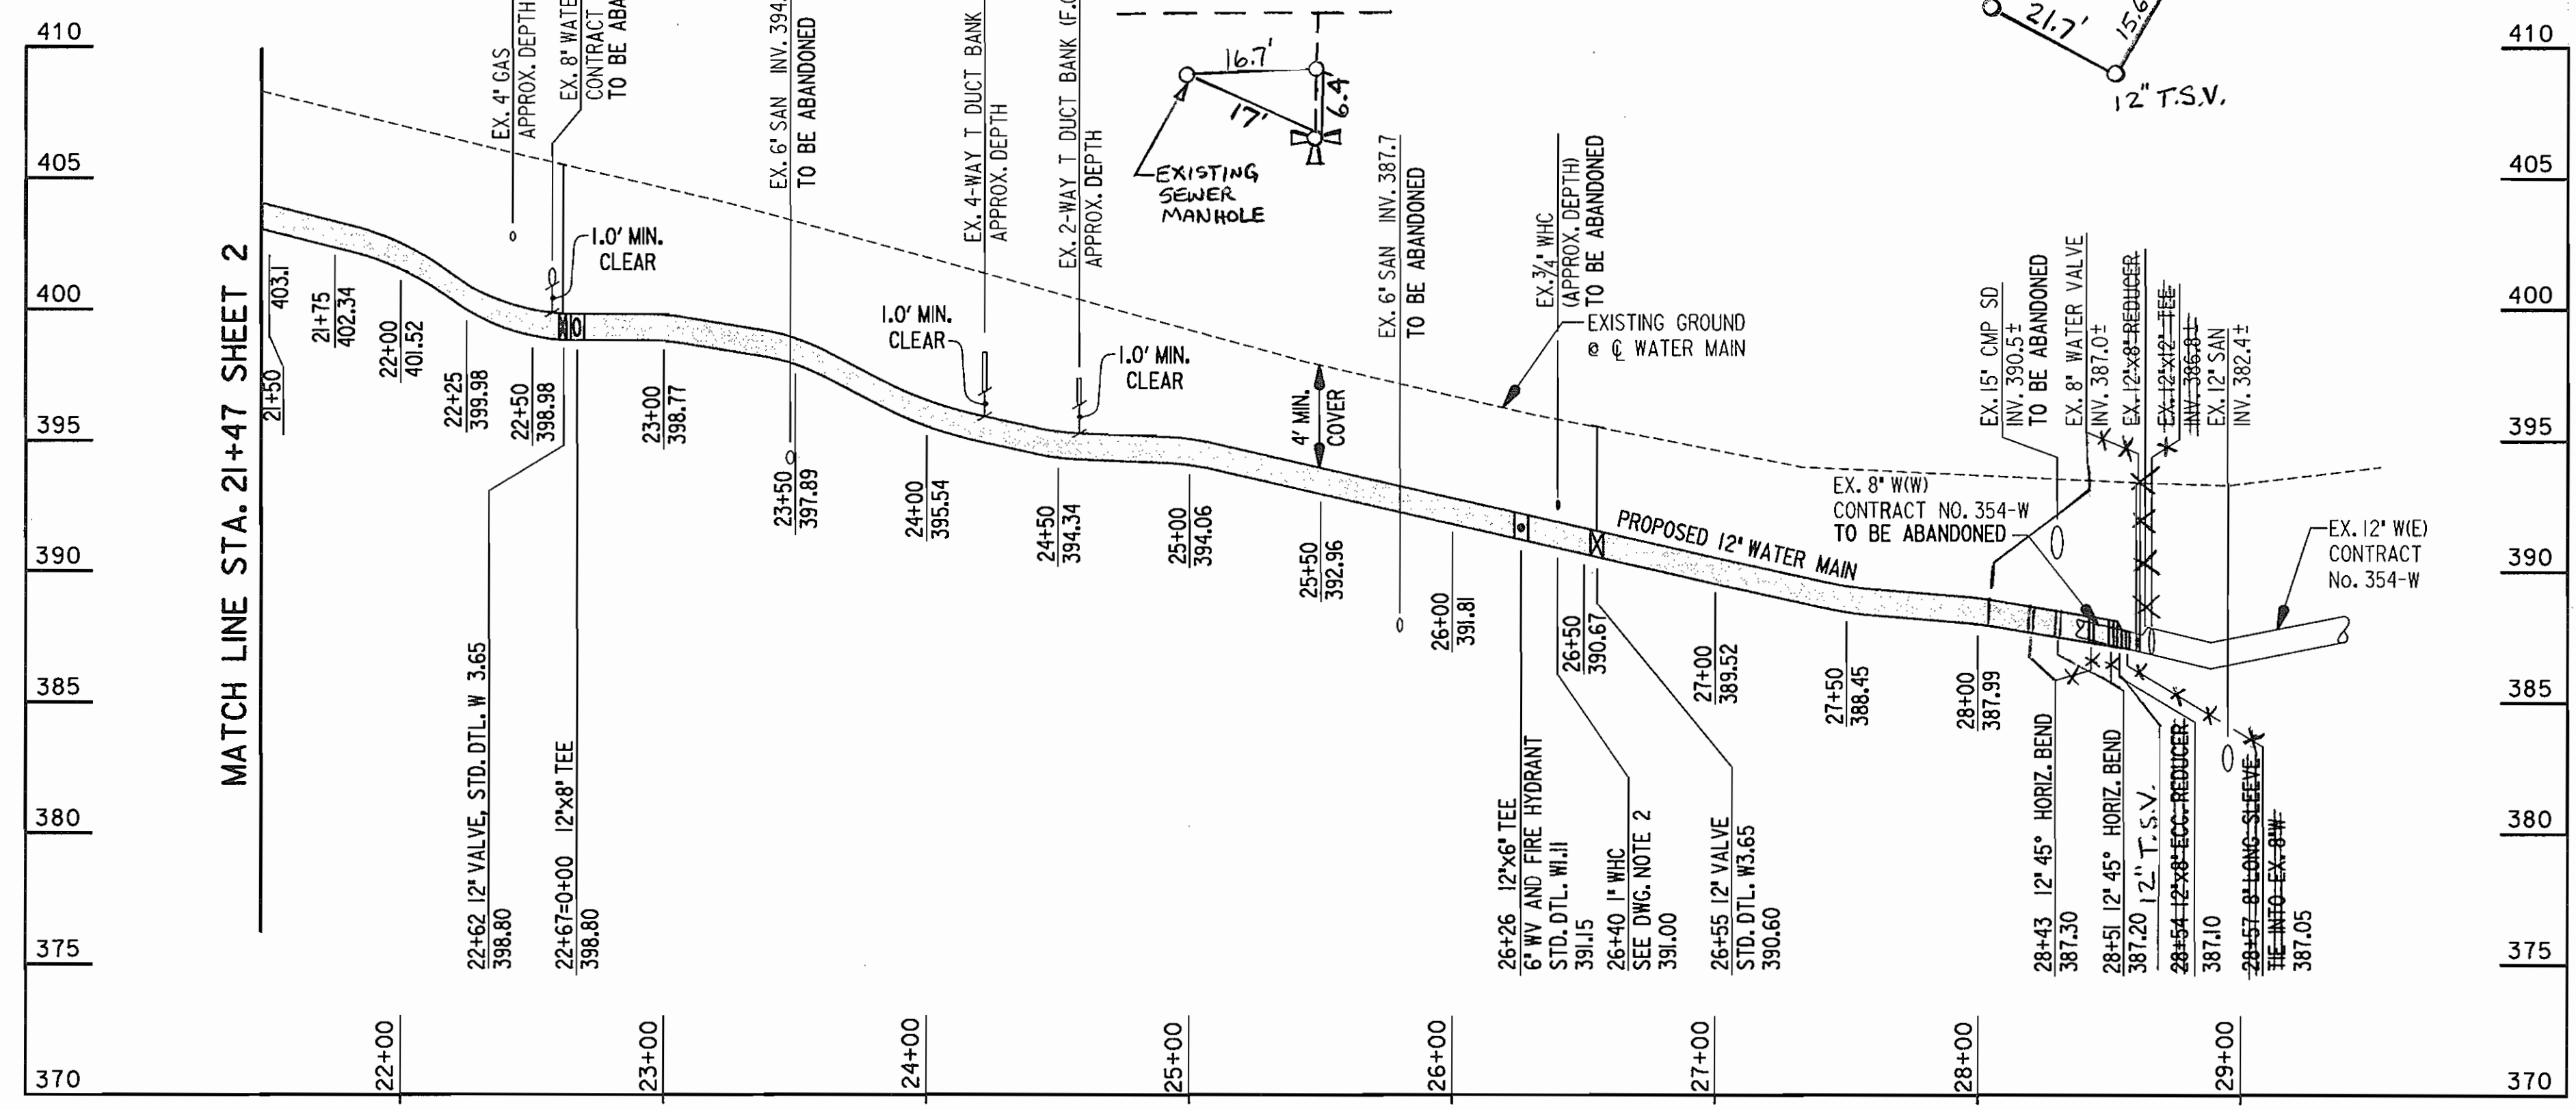 410
405
400
395
390
385
380
375
370
MATCH LINE STA. 21+47 SHEET 2
EX. 4" GAS
APPROX. DEPTH
EX. 8" WATE
CONTRACT
TO BE ABA
EX. 6" SAN INV. 394.
TO BE ABANDONED
EX. 4-WAY T DUCT BANK
APPROX. DEPTH
EX. 2-WAY T DUCT BANK (F.O
APPROX. DEPTH
16.7'
17'
6.4
EXISTING
SEWER
MANHOLE
EX. 6" SAN INV. 387.7
TO BE ABANDONED
EX. 3/4" WHC
(APPROX. DEPTH)
TO BE ABANDONED
21.7'
15.6
12" T.S.V.
1.0' MIN.
CLEAR
1.0' MIN.
CLEAR
1.0' MIN.
CLEAR
4' MIN.
COVER
EXISTING GROUND
@ ℄ WATER MAIN
PROPOSED 12" WATER MAIN
EX. 15" CMP SD
INV. 390.5±
TO BE ABANDONED
EX. 8" WATER VALVE
INV. 387.0±
EX. 12"x8" REDUCER
EX. 12"x12" TEE
INV. 386.8±
EX. 12" SAN
INV. 382.4±
EX. 8" W(W)
CONTRACT NO. 354-W
TO BE ABANDONED
EX. 12" W(E)
CONTRACT
No. 354-W
21+50
403.1
21+75
402.34
22+00
401.52
22+25
399.98
22+50
398.98
23+00
398.77
23+50
397.89
24+00
395.54
24+50
394.34
25+00
394.06
25+50
392.96
26+00
391.81
26+50
390.67
27+00
389.52
27+50
388.45
28+00
387.99
22+62 12" VALVE, STD. DTL. W 3.65
398.80
22+67=0+00 12"x8" TEE
398.80
26+26 12"x6" TEE
6" WV AND FIRE HYDRANT
STD. DTL. W1.11
391.15
26+40 1" WHC
SEE DWG. NOTE 2
391.00
26+55 12" VALVE
STD. DTL. W3.65
390.60
28+43 12" 45° HORIZ. BEND
387.30
28+51 12" 45° HORIZ. BEND
387.20
12" T.S.V.
28+54 12"x8" ECC. REDUCER
387.10
28+57 8" LONG SLEEVE
TIE INTO EX. 8"W
387.05
22+00
23+00
24+00
25+00
26+00
27+00
28+00
29+00
410
405
400
395
390
385
380
375
370